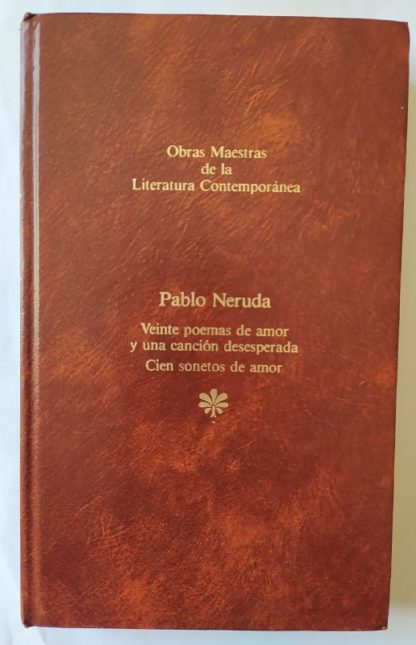 Obras Maestras
de la
Literatura Contemporánea
Pablo Neruda
Veinte poemas de amor
y una canción desesperada
Cien sonetos de amor